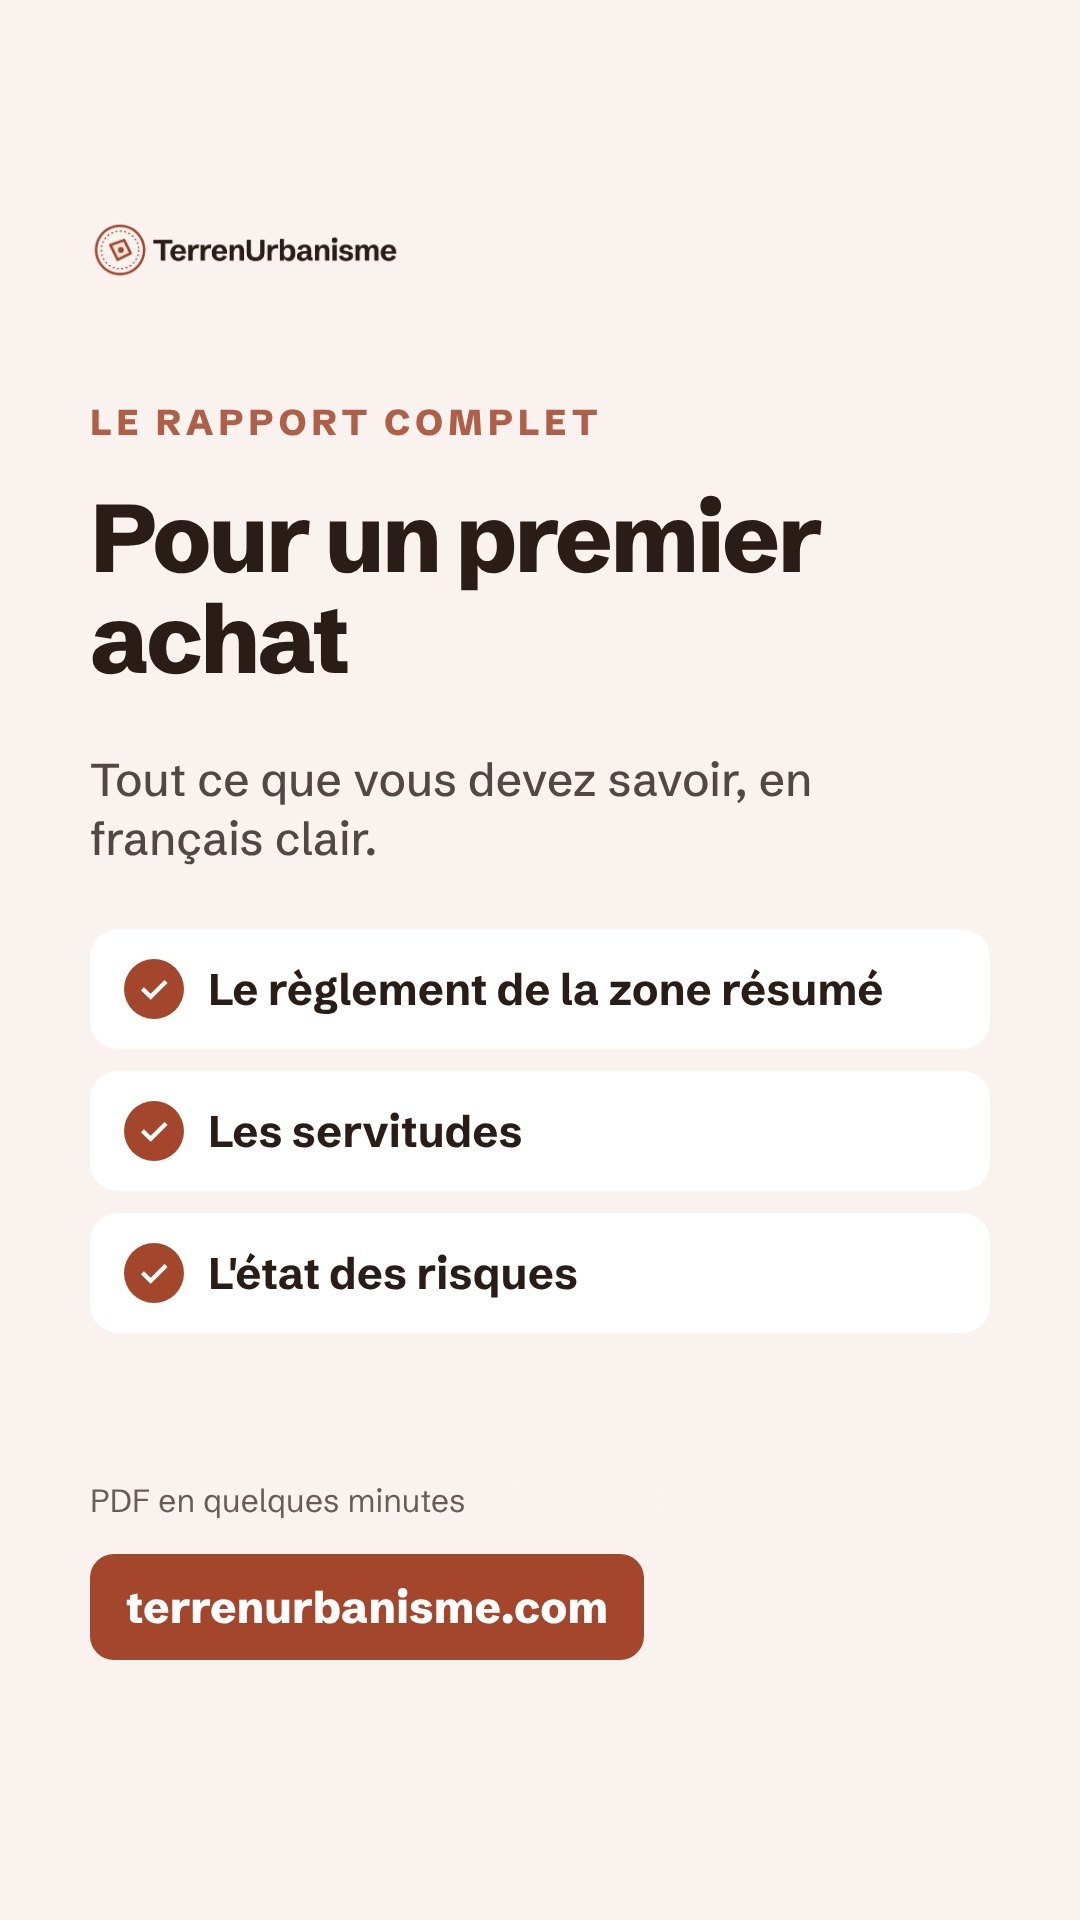 TerrenUrbanisme
LE RAPPORT COMPLET
Pour un premier
achat
Tout ce que vous devez savoir, en
français clair.
Le règlement de la zone résumé
Les servitudes
L'état des risques
PDF en quelques minutes
terrenurbanisme.com